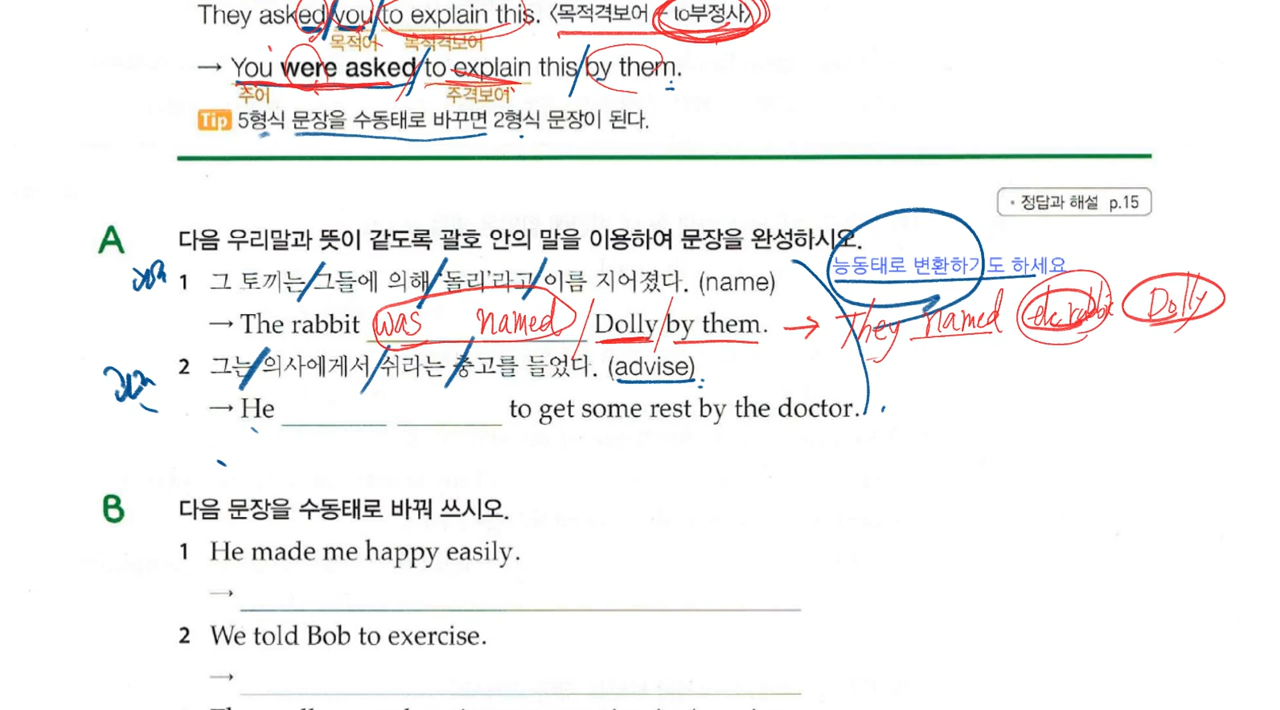 They asked you to explain this. 〈목적격보어 - to부정사〉
목적어 목적격보어
→ You were asked to explain this by them.
주어 주격보어
Tip 5형식 문장을 수동태로 바꾸면 2형식 문장이 된다.
• 정답과 해설 p.15
A 다음 우리말과 뜻이 같도록 괄호 안의 말을 이용하여 문장을 완성하시오.
능동태로 변환하기도 하세요
1 그 토끼는 그들에 의해 '돌리'라고 이름 지어졌다. (name)
→ The rabbit was named Dolly by them. → They named the rabbit Dolly
2 그는 의사에게서 쉬라는 충고를 들었다. (advise)
→ He ________ ________ to get some rest by the doctor.
B 다음 문장을 수동태로 바꿔 쓰시오.
1 He made me happy easily.
→
2 We told Bob to exercise.
→